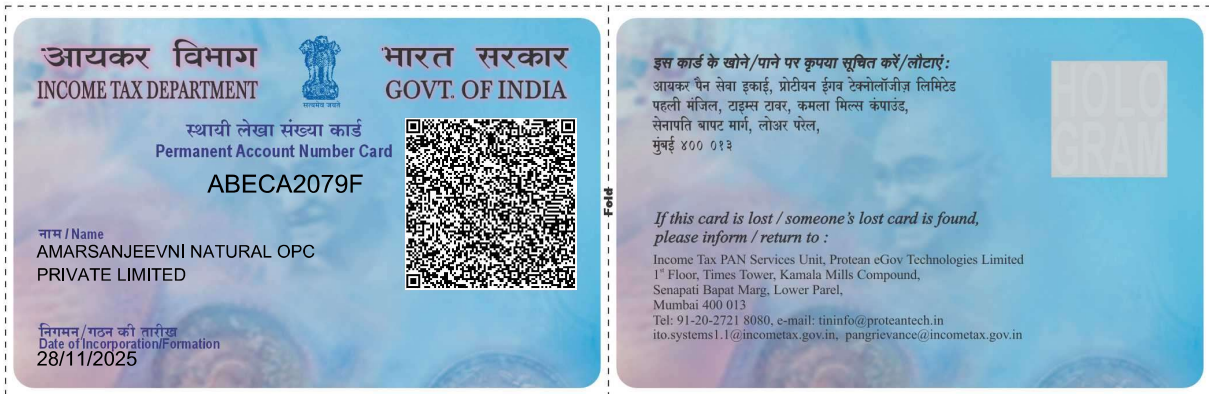 आयकर विभाग
INCOME TAX DEPARTMENT
सत्यमेव जयते
भारत सरकार
GOVT. OF INDIA
स्थायी लेखा संख्या कार्ड
Permanent Account Number Card
ABECA2079F
नाम / Name
AMARSANJEEVNI NATURAL OPC
PRIVATE LIMITED
निगमन/गठन की तारीख
Date of Incorporation/Formation
28/11/2025
Fold
इस कार्ड के खोने/पाने पर कृपया सूचित करें/लौटाएं :
आयकर पैन सेवा इकाई, प्रोटीयन ईगव टेक्नोलॉजीज़ लिमिटेड
पहली मंजिल, टाइम्स टावर, कमला मिल्स कंपाउंड,
सेनापति बापट मार्ग, लोअर परेल,
मुंबई ४०० ०१३
HOLO
GRAM
If this card is lost / someone's lost card is found,
please inform / return to :
Income Tax PAN Services Unit, Protean eGov Technologies Limited
1st Floor, Times Tower, Kamala Mills Compound,
Senapati Bapat Marg, Lower Parel,
Mumbai 400 013
Tel: 91-20-2721 8080, e-mail: tininfo@proteantech.in
ito.systems1.1@incometax.gov.in, pangrievance@incometax.gov.in